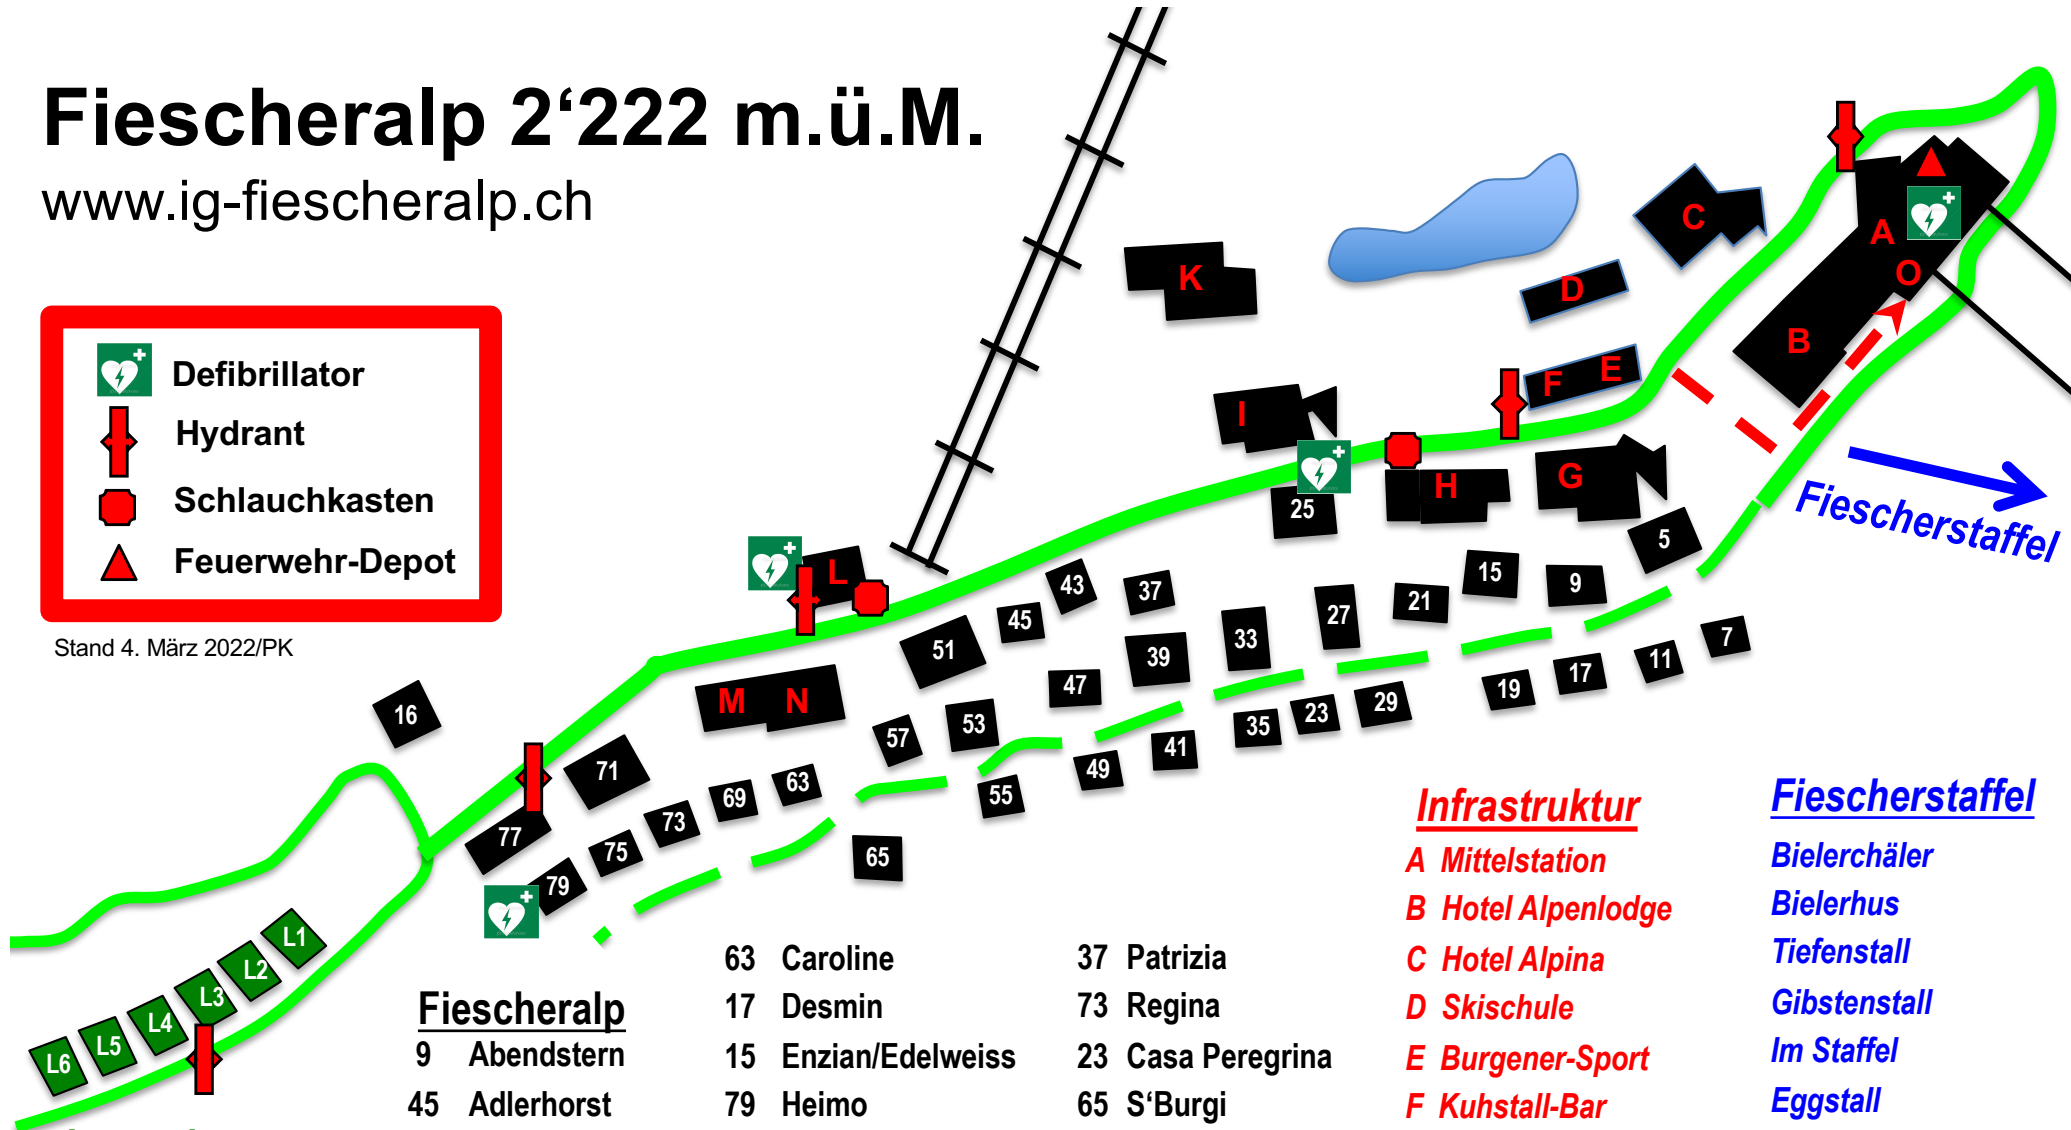 Fiescheralp 2‘222 m.ü.M.
www.ig-fiescheralp.ch
Defibrillator
Hydrant
Schlauchkasten
Feuerwehr-Depot
Stand 4. März 2022/PK
A
O
B
C
D
E
F
G
H
I
K
L
M N
Fiescherstaffel
25
5
15
9
21
27
33
37
43
45
51
39
47
53
57
7
11
17
19
29
23
35
41
49
55
65
63
69
73
75
79
71
77
16
L1
L2
L3
L4
L5
L6
Fiescheralp
9 Abendstern
45 Adlerhorst
63 Caroline
17 Desmin
15 Enzian/Edelweiss
79 Heimo
37 Patrizia
73 Regina
23 Casa Peregrina
65 S‘Burgi
Infrastruktur
A Mittelstation
B Hotel Alpenlodge
C Hotel Alpina
D Skischule
E Burgener-Sport
F Kuhstall-Bar
Fiescherstaffel
Bielerchäler
Bielerhus
Tiefenstall
Gibstenstall
Im Staffel
Eggstall